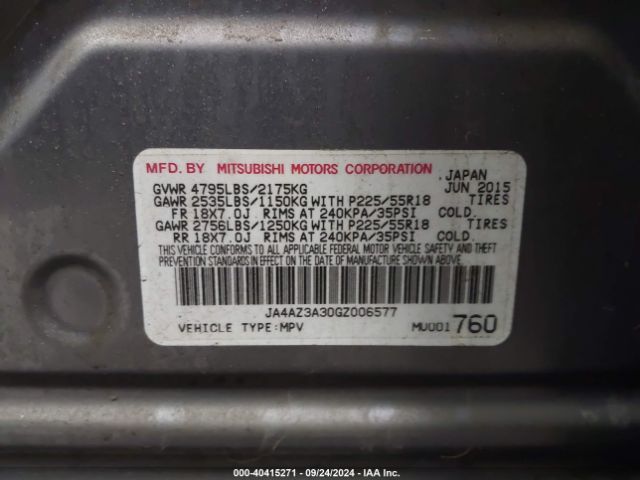 MFD. BY MITSUBISHI MOTORS CORPORATION JAPAN
GVWR 4795LBS/2175KG JUN 2015
GAWR 2535LBS/1150KG WITH P225/55R18 TIRES
FR 18X7.0J RIMS AT 240KPA/35PSI COLD.
GAWR 2756LBS/1250KG WITH P225/55R18 TIRES
RR 18X7.0J RIMS AT 240KPA/35PSI COLD.
THIS VEHICLE CONFORMS TO ALL APPLICABLE FEDERAL MOTOR VEHICLE SAFETY AND THEFT
PREVENTION STANDARDS IN EFFECT ON THE DATE OF MANUFACTURE SHOWN ABOVE.
JA4AZ3A30GZ006577
VEHICLE TYPE:MPV MU001760
000-40415271 - 09/24/2024 - IAA Inc.